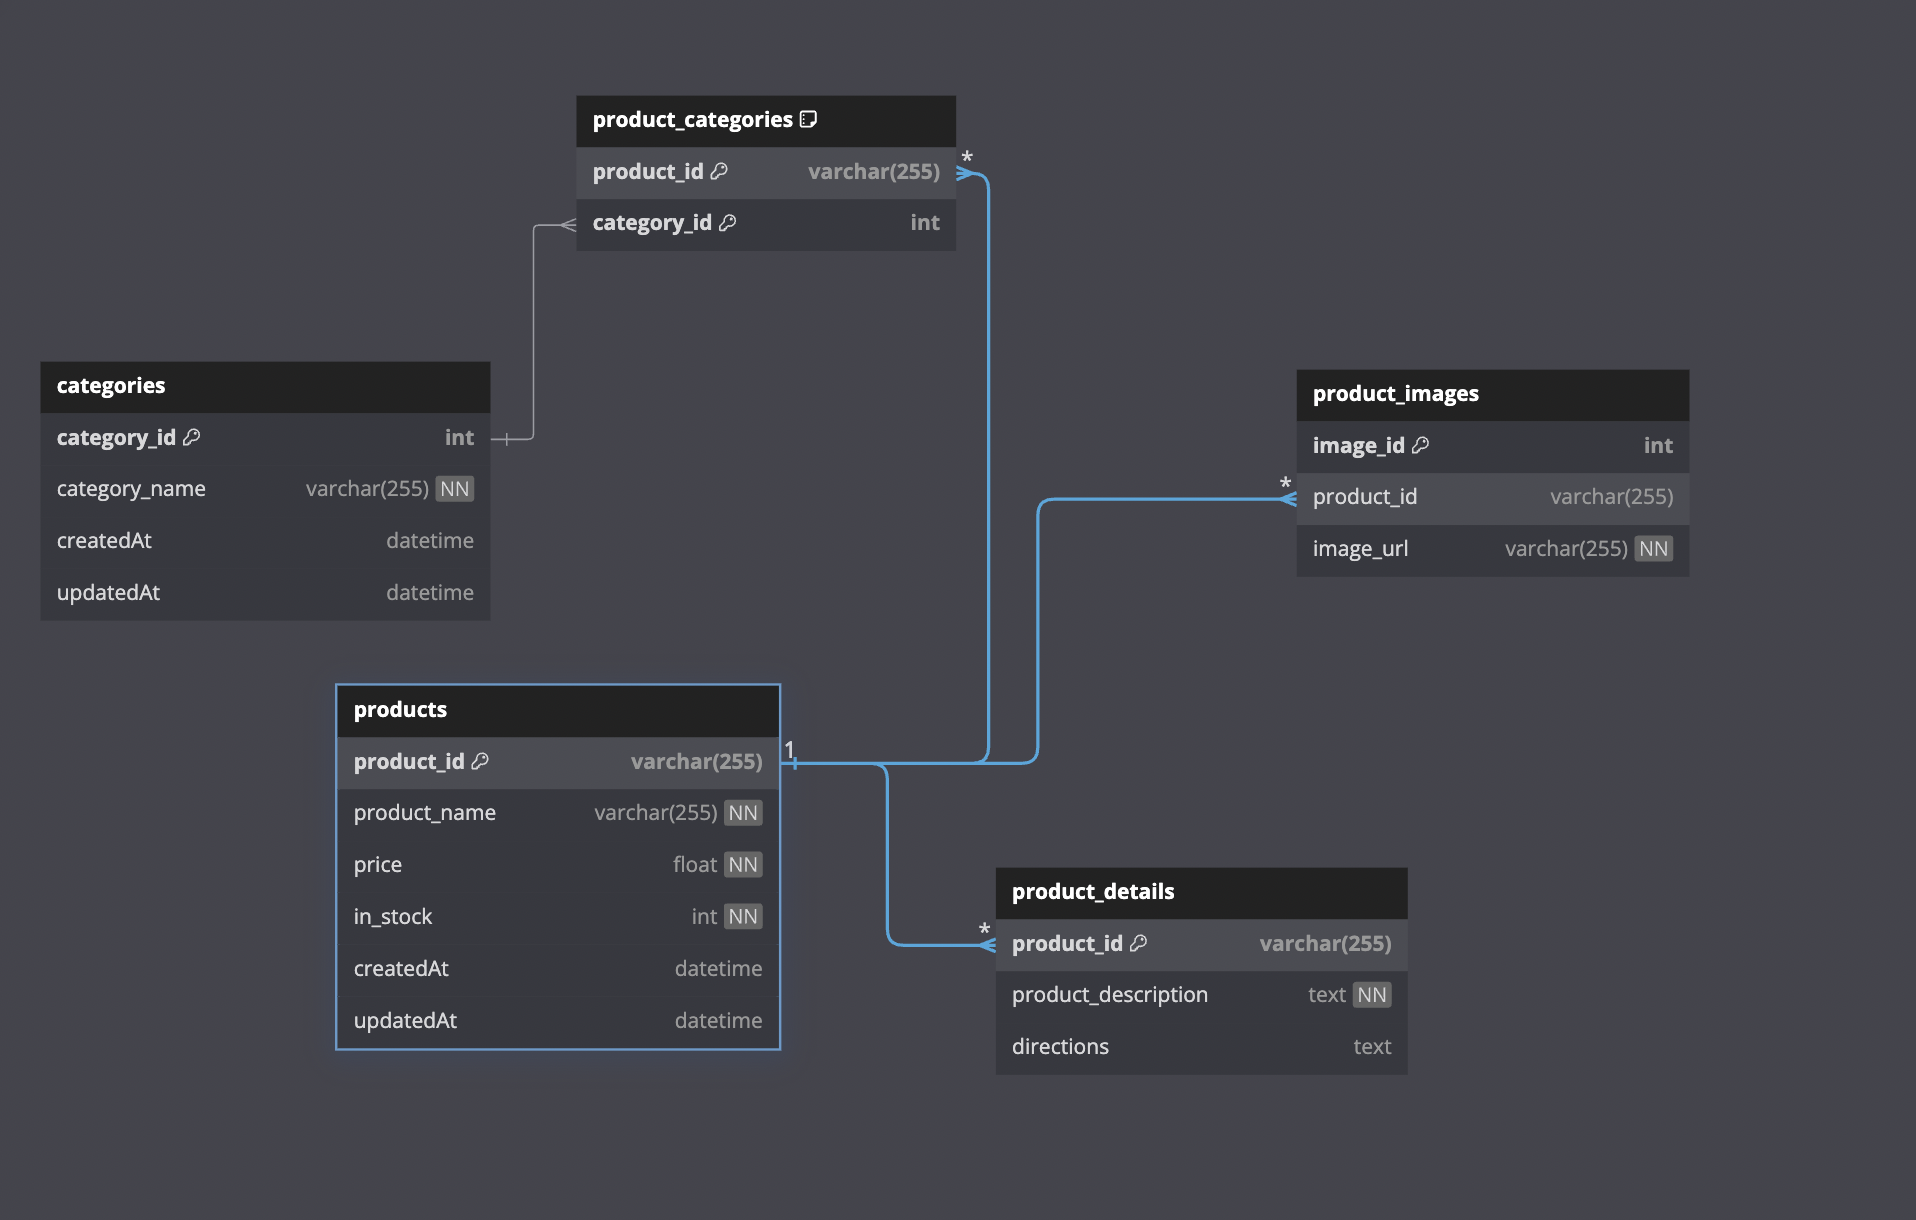 product_categories
product_id varchar(255)
*
category_id int
categories
category_id int
category_name varchar(255) NN
createdAt datetime
updatedAt datetime
product_images
image_id int
*
product_id varchar(255)
image_url varchar(255) NN
products
product_id varchar(255)
1
product_name varchar(255) NN
price float NN
in_stock int NN
createdAt datetime
updatedAt datetime
product_details
*
product_id varchar(255)
product_description text NN
directions text